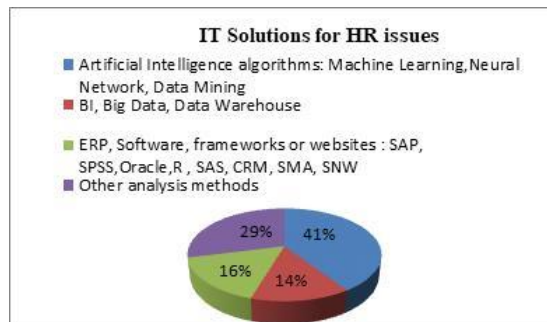 IT Solutions for HR issues
Artificial Intelligence algorithms: Machine Learning,Neural
Network, Data Mining
BI, Big Data, Data Warehouse
ERP, Software, frameworks or websites : SAP,
SPSS,Oracle,R , SAS, CRM, SMA, SNW
Other analysis methods
29%
41%
16%
14%